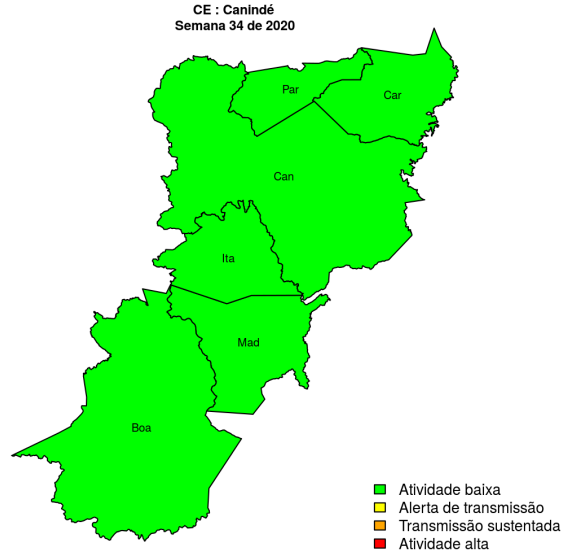 CE : Canindé
Semana 34 de 2020
Par
Car
Can
Ita
Mad
Boa
Atividade baixa
Alerta de transmissão
Transmissão sustentada
Atividade alta